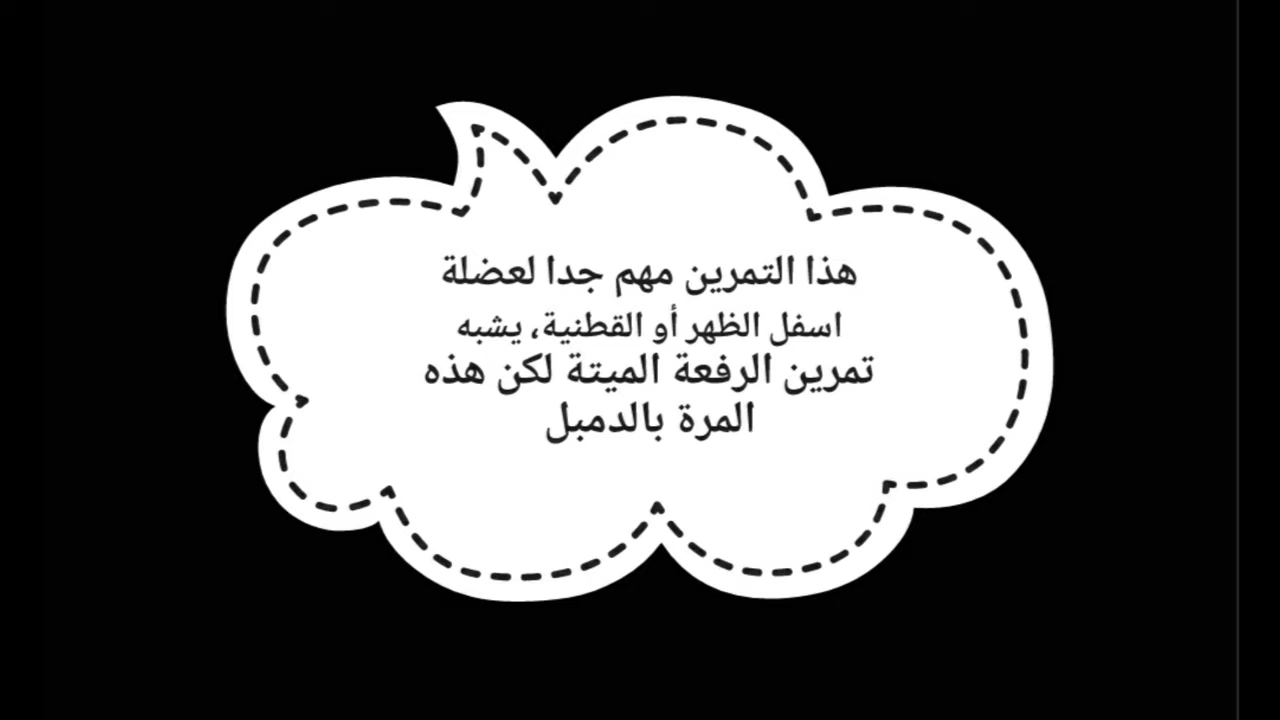 هذا التمرين مهم جدا لعضلة
اسفل الظهر أو القطنية، يشبه
تمرين الرفعة الميتة لكن هذه
المرة بالدمبل